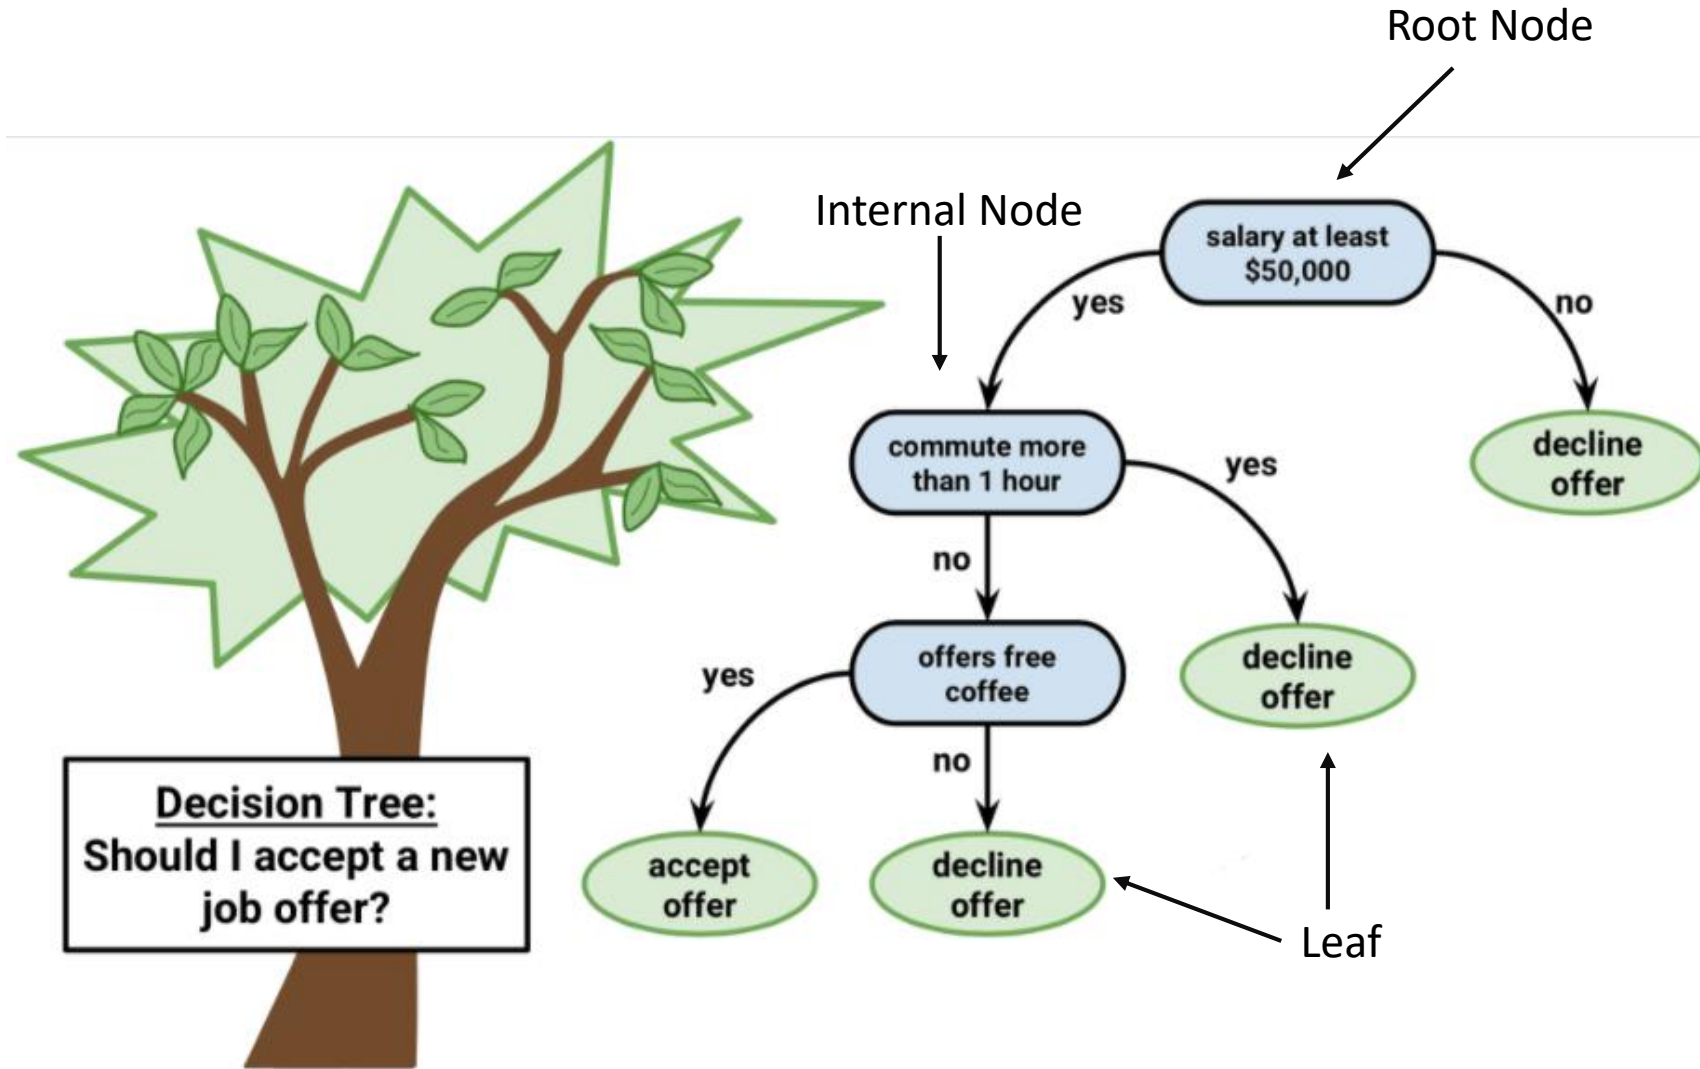 Root Node
Internal Node
salary at least
$50,000
yes
no
commute more
than 1 hour
yes
decline
offer
no
offers free
coffee
yes
decline
offer
no
accept
offer
decline
offer
Leaf
Decision Tree:
Should I accept a new
job offer?